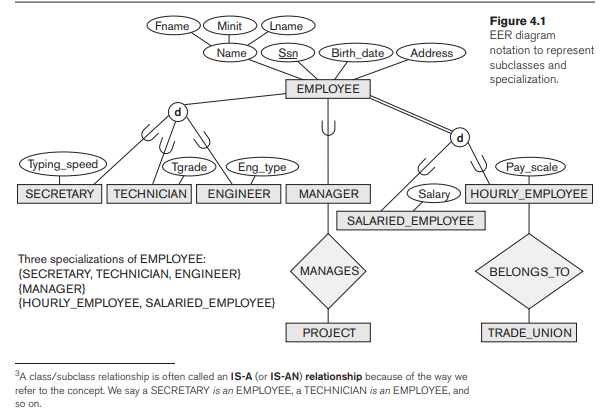 Fname
Minit
Lname
Name
Ssn
Birth_date
Address
EMPLOYEE
Figure 4.1
EER diagram
notation to represent
subclasses and
specialization.
d
d
Typing_speed
Tgrade
Eng_type
Salary
Pay_scale
SECRETARY
TECHNICIAN
ENGINEER
MANAGER
HOURLY_EMPLOYEE
SALARIED_EMPLOYEE
Three specializations of EMPLOYEE:
{SECRETARY, TECHNICIAN, ENGINEER}
{MANAGER}
{HOURLY_EMPLOYEE, SALARIED_EMPLOYEE}
MANAGES
BELONGS_TO
PROJECT
TRADE_UNION
3A class/subclass relationship is often called an IS-A (or IS-AN) relationship because of the way we
refer to the concept. We say a SECRETARY is an EMPLOYEE, a TECHNICIAN is an EMPLOYEE, and
so on.